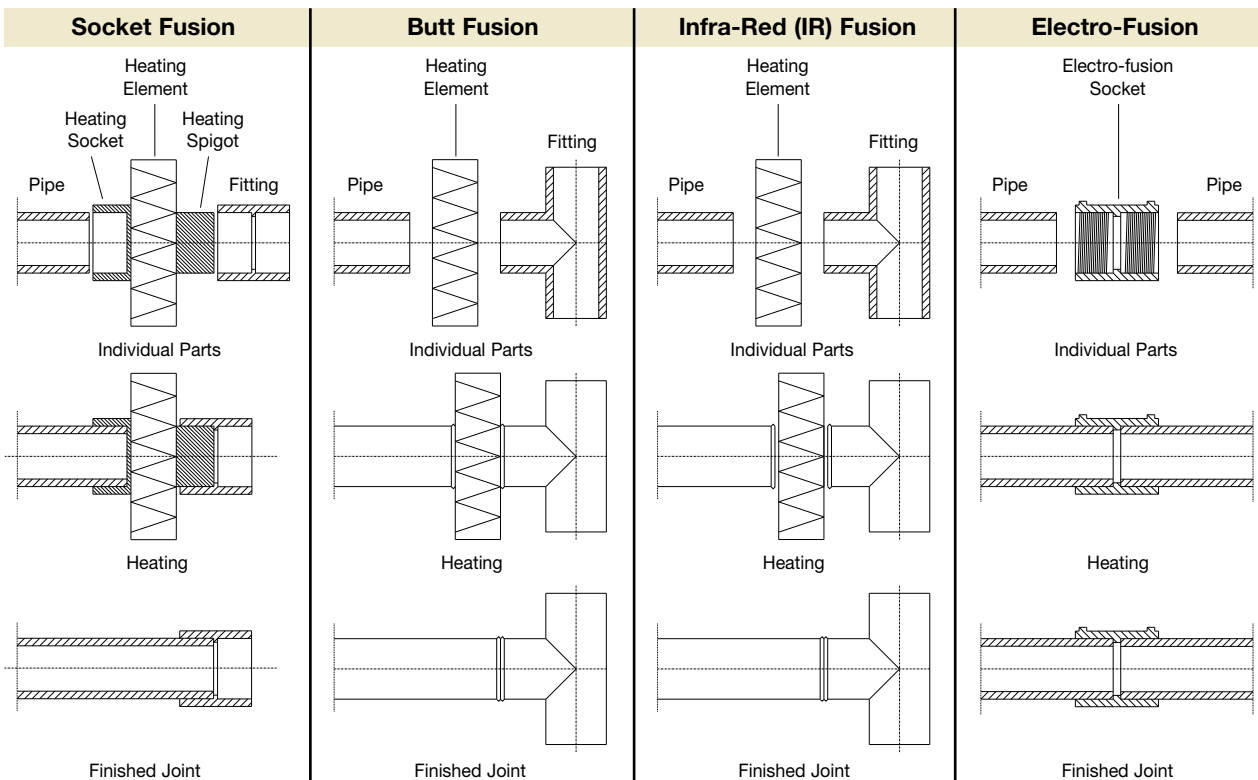 Socket Fusion
Heating
Element
Heating
Socket
Heating
Spigot
Pipe
Fitting
Individual Parts
Heating
Finished Joint
Butt Fusion
Heating
Element
Fitting
Pipe
Individual Parts
Heating
Finished Joint
Infra-Red (IR) Fusion
Heating
Element
Fitting
Pipe
Individual Parts
Heating
Finished Joint
Electro-Fusion
Electro-fusion
Socket
Pipe
Pipe
Individual Parts
Heating
Finished Joint